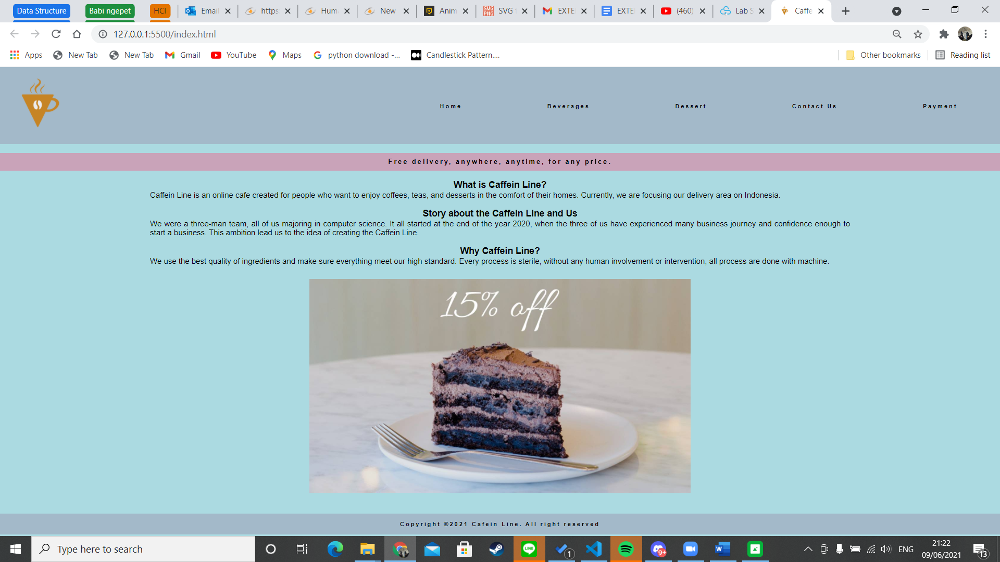 Data Structure
Babi ngepet
HCI
Email
https
Hum
New
Anim
SVG
EXTE
EXTE
(460)
Lab S
Caffe
127.0.0.1:5500/index.html
Apps
New Tab
New Tab
Gmail
YouTube
Maps
python download -...
Candlestick Pattern....
Other bookmarks
Reading list
Home
Beverages
Dessert
Contact Us
Payment
Free delivery, anywhere, anytime, for any price.
What is Caffein Line?
Caffein Line is an online cafe created for people who want to enjoy coffees, teas, and desserts in the comfort of their homes. Currently, we are focusing our delivery area on Indonesia.
Story about the Caffein Line and Us
We were a three-man team, all of us majoring in computer science. It all started at the end of the year 2020, when the three of us have experienced many business journey and confidence enough to
start a business. This ambition lead us to the idea of creating the Caffein Line.
Why Caffein Line?
We use the best quality of ingredients and make sure everything meet our high standard. Every process is sterile, without any human involvement or intervention, all process are done with machine.
15% off
Copyright ©2021 Cafein Line. All right reserved
Type here to search
LINE
1
9+
ENG
21:22
09/06/2021
13